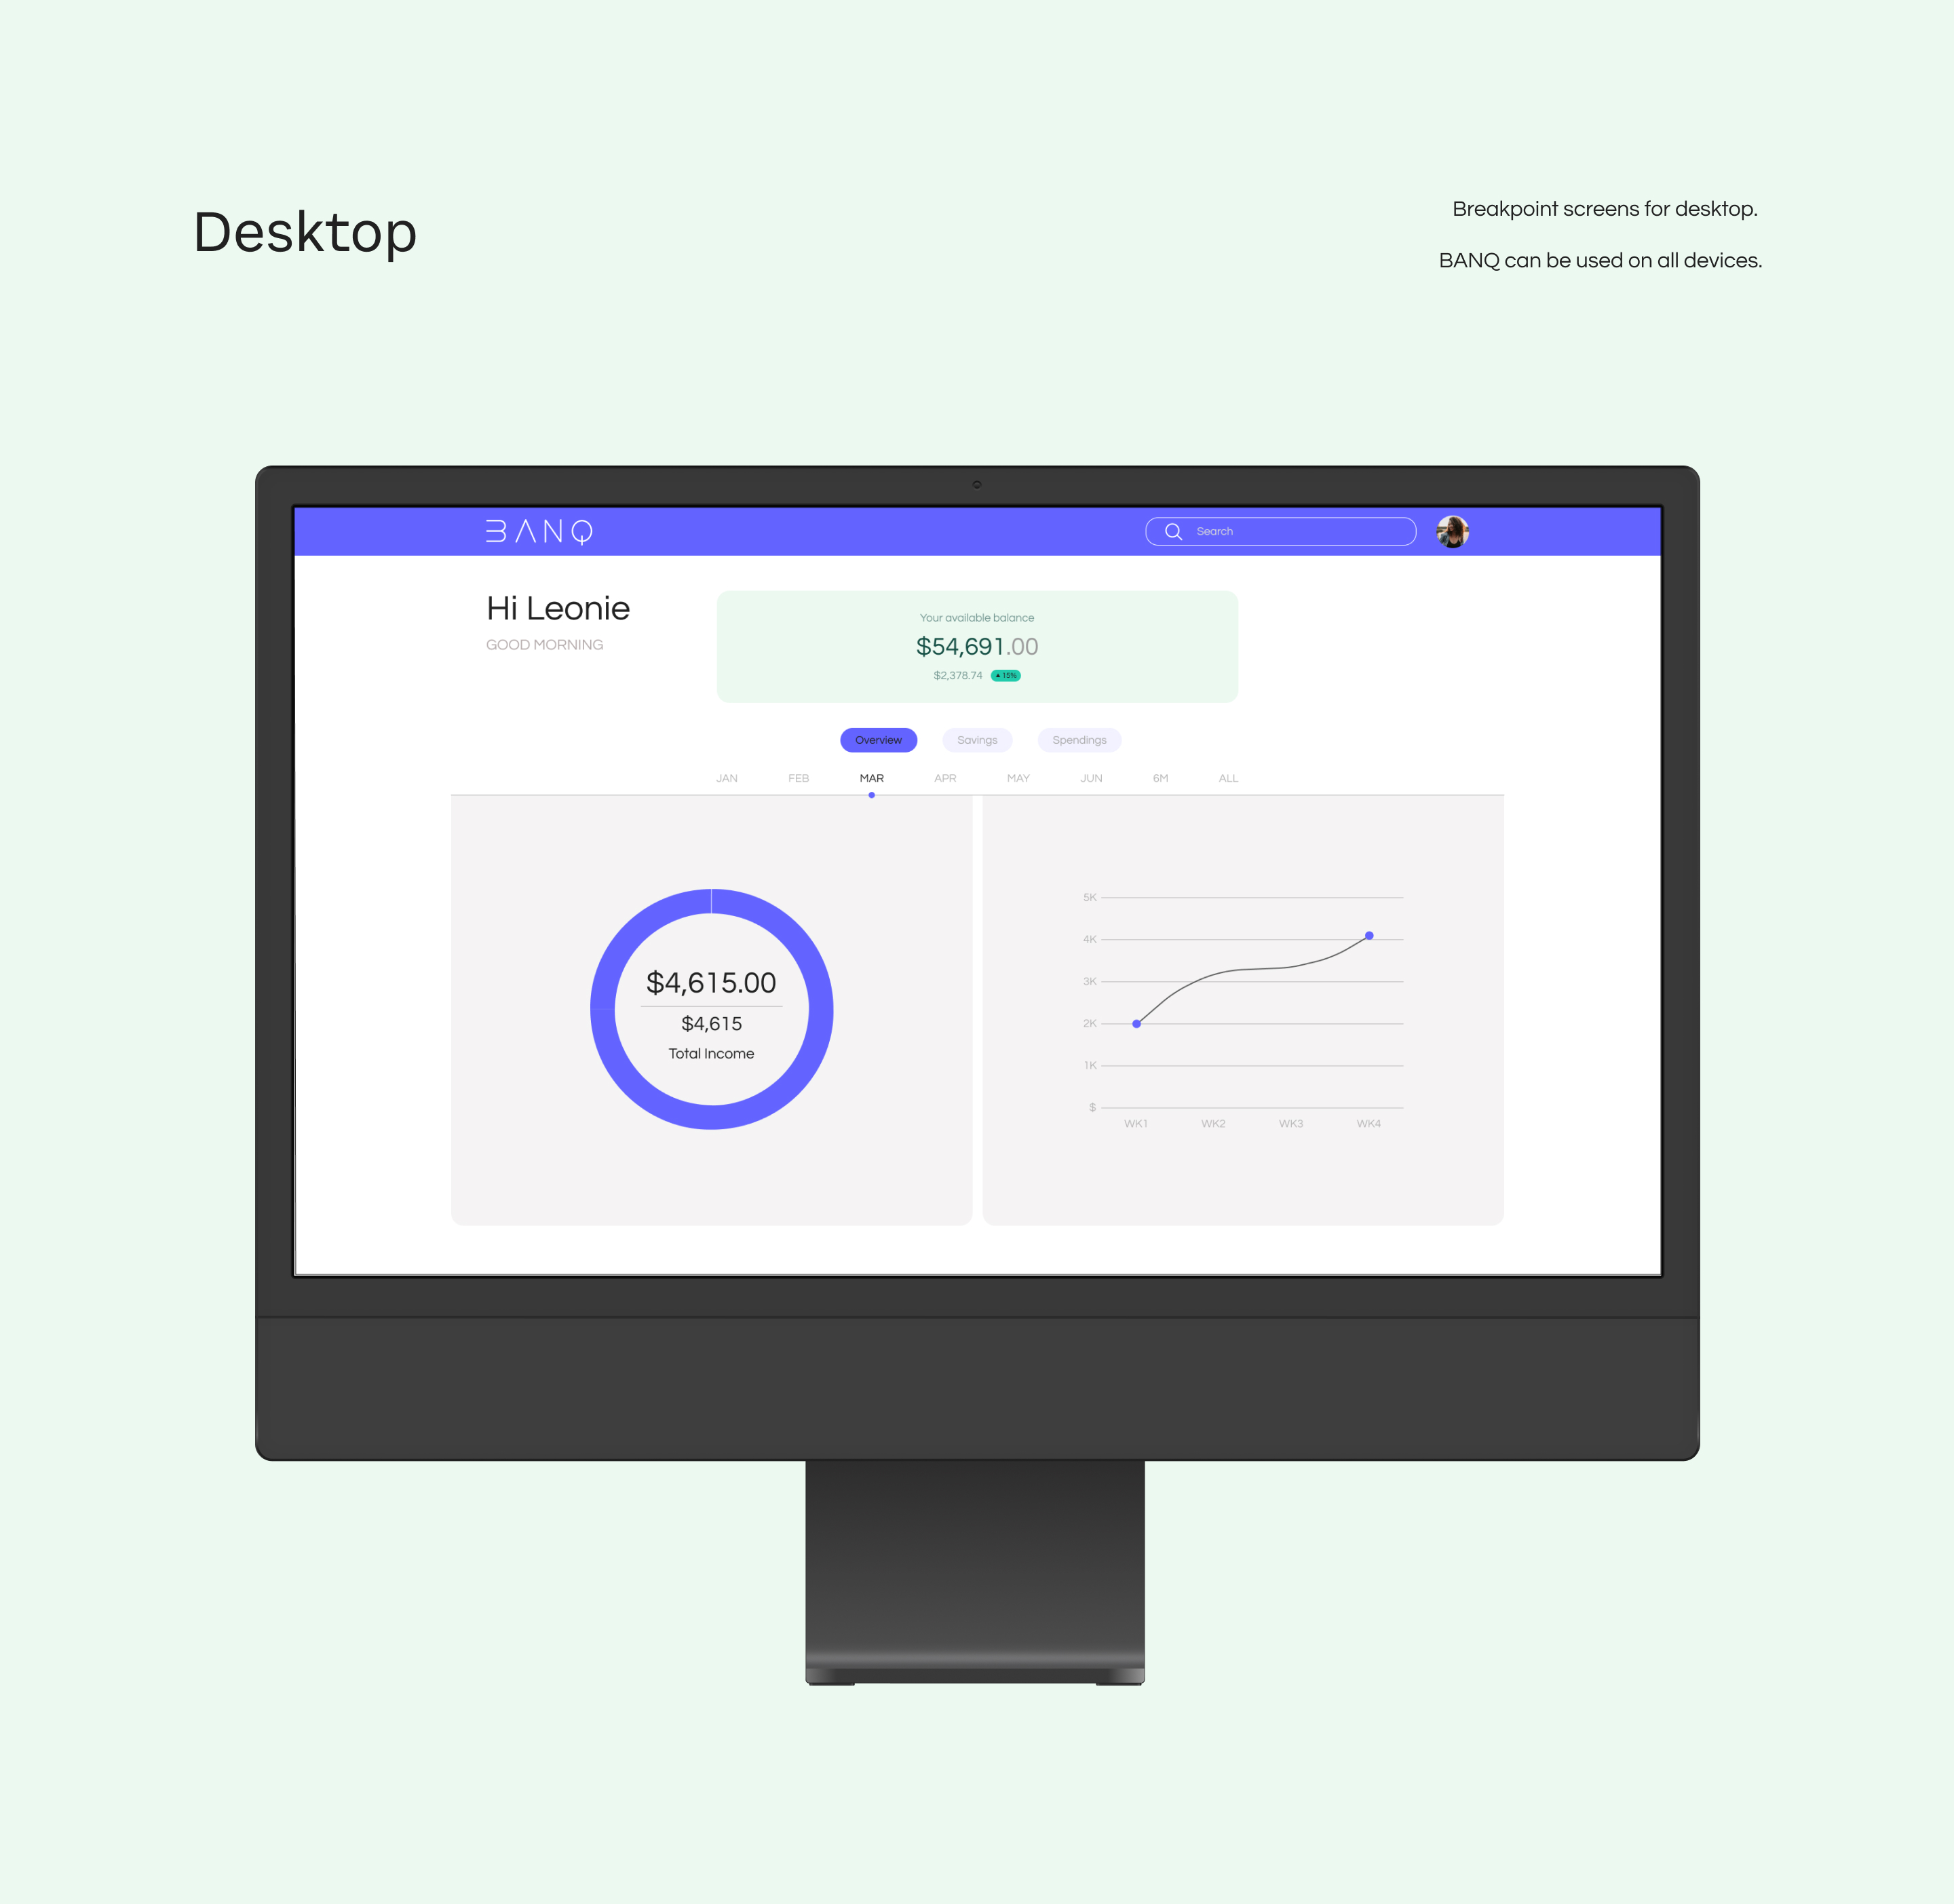 Desktop
Breakpoint screens for desktop.
BANQ can be used on all devices.
BANQ
Search
Hi Leonie
GOOD MORNING
Your available balance
$54,691.00
$2,378.74 ▲ 15%
Overview Savings Spendings
JAN FEB MAR APR MAY JUN 6M ALL
$4,615.00
$4,615
Total Income
5K
4K
3K
2K
1K
$
WK1 WK2 WK3 WK4